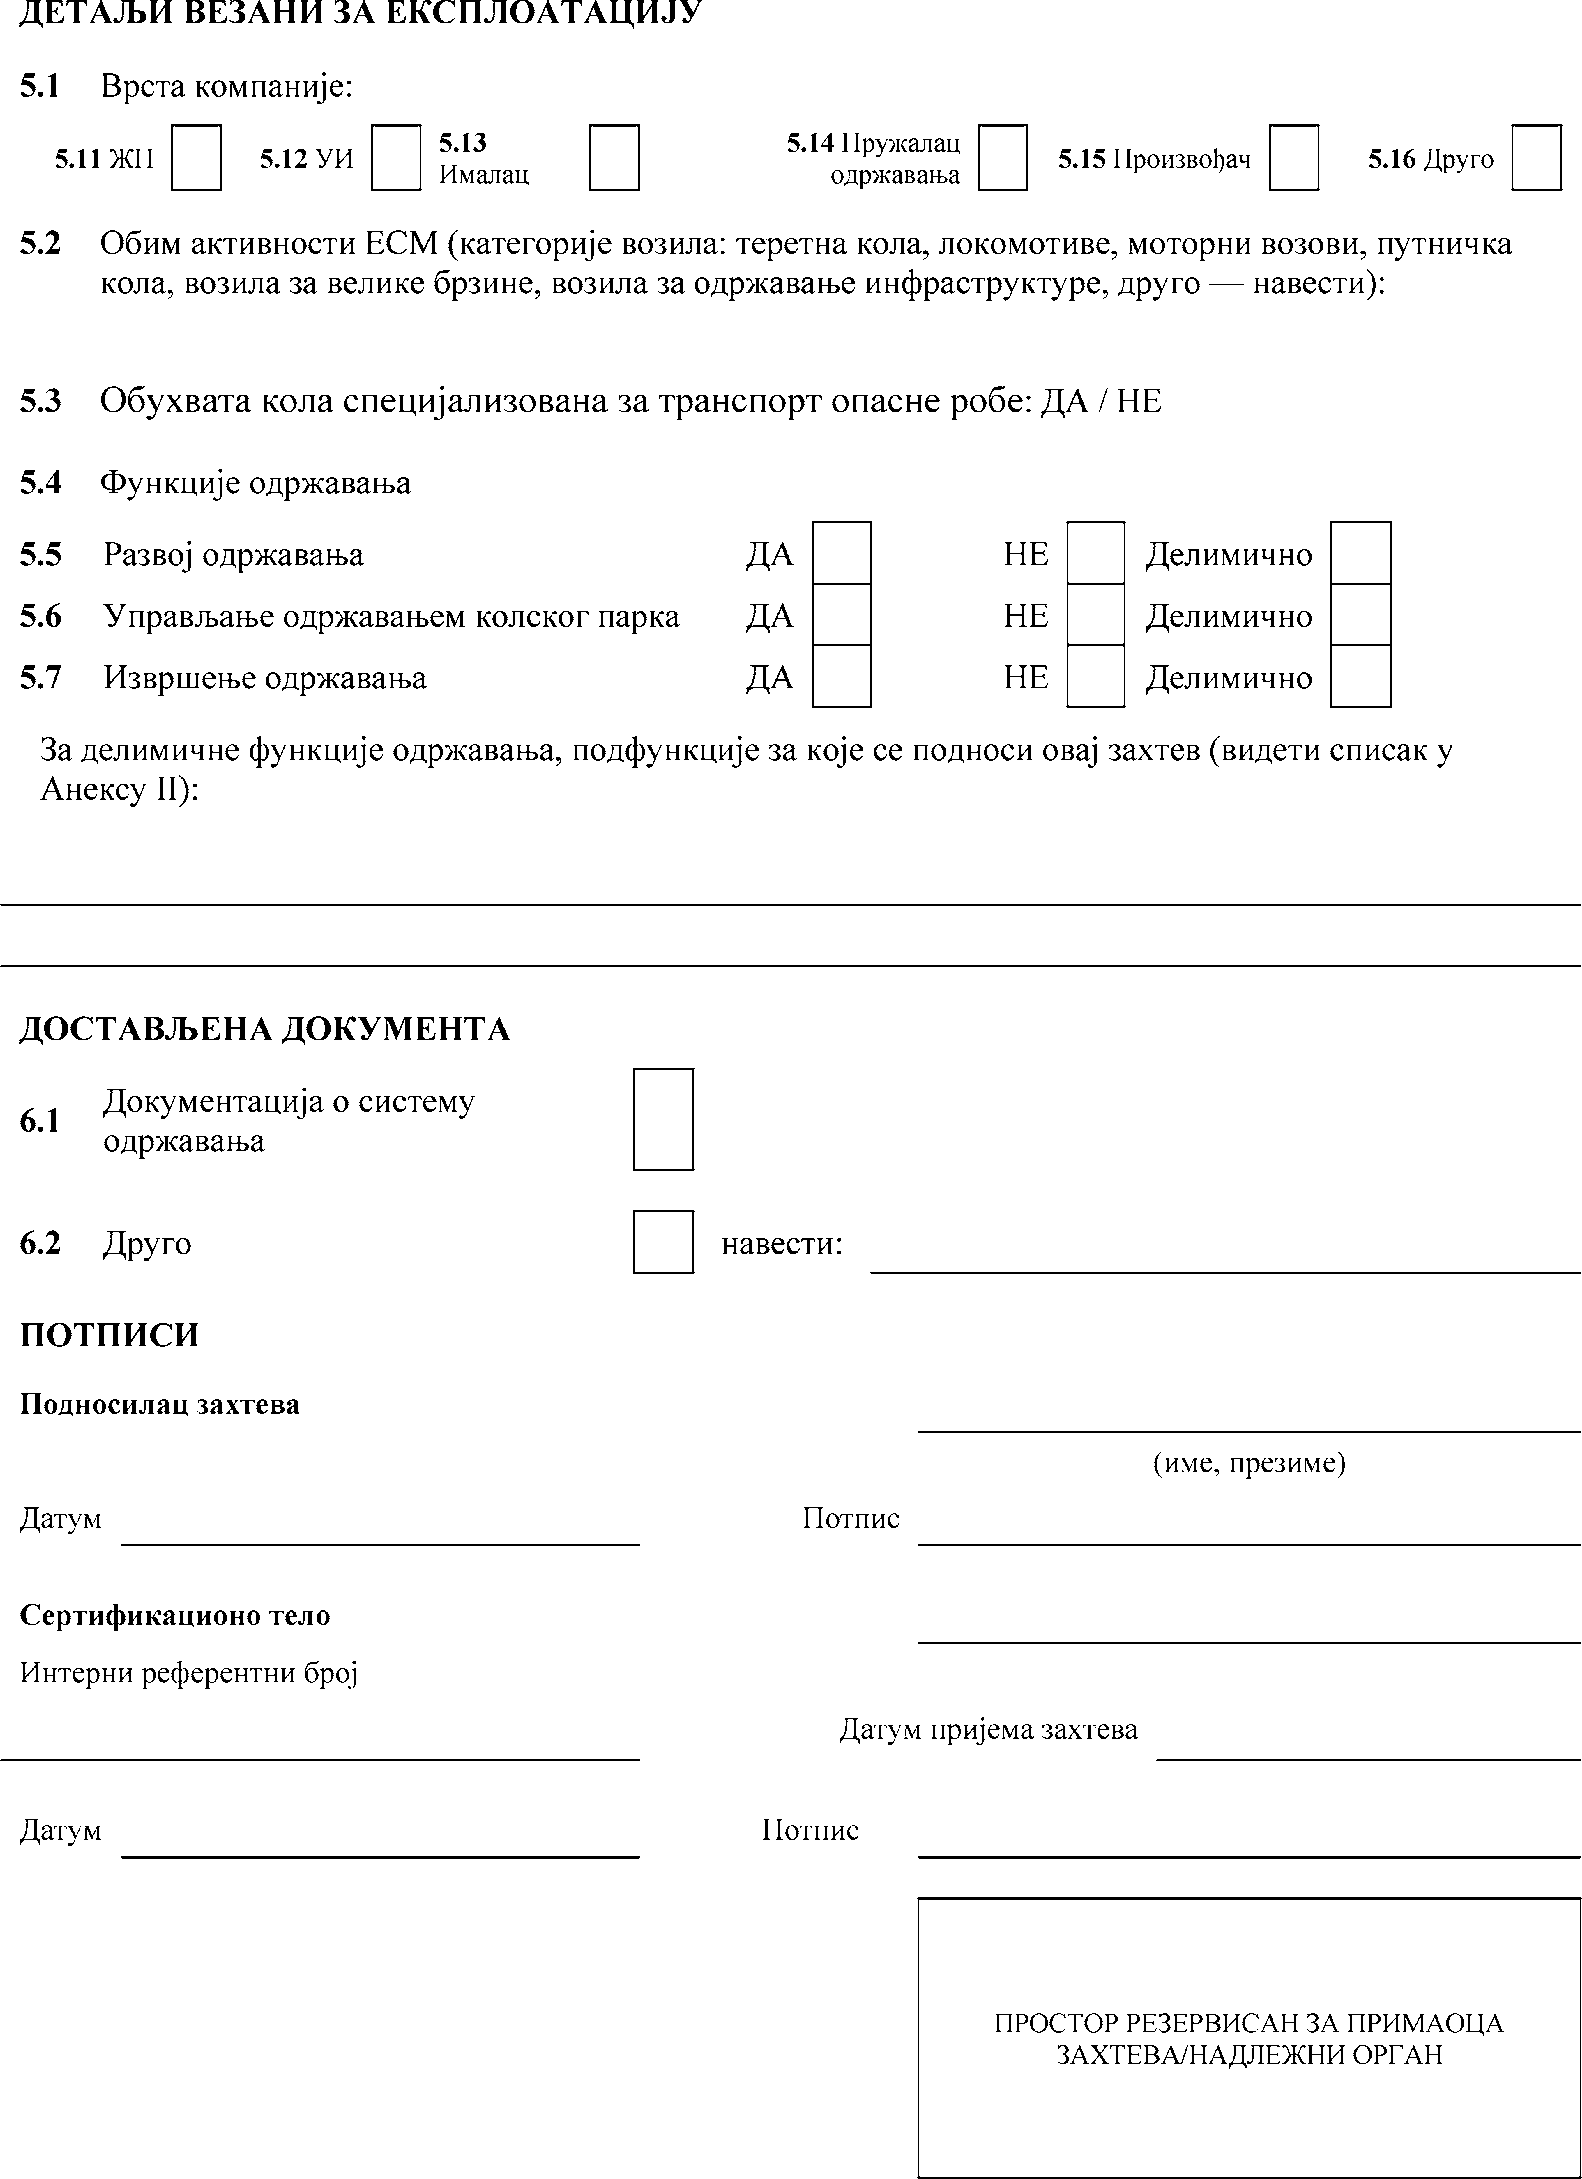 ДЕТАЉИ ВЕЗАНИ ЗА ЕКСПЛОАТАЦИЈУ
5.1 Врста компаније:
5.11 ЖП 5.12 УИ 5.13 Ималац 5.14 Пружалац одржавања 5.15 Произвођач 5.16 Друго
5.2 Обим активности ЕСМ (категорије возила: теретна кола, локомотиве, моторни возови, путничка
кола, возила за велике брзине, возила за одржавање инфраструктуре, друго — навести):
5.3 Обухвата кола специјализована за транспорт опасне робе: ДА / НЕ
5.4 Функције одржавања
5.5 Развој одржавања ДА НЕ Делимично
5.6 Управљање одржавањем колског парка ДА НЕ Делимично
5.7 Извршење одржавања ДА НЕ Делимично
За делимичне функције одржавања, подфункције за које се подноси овај захтев (видети списак у
Анексу II):
ДОСТАВЉЕНА ДОКУМЕНТА
6.1 Документација о систему
одржавања
6.2 Друго навести:
ПОТПИСИ
Подносилац захтева
(име, презиме)
Датум Потпис
Сертификационо тело
Интерни референтни број
Датум пријема захтева
Датум Потпис
ПРОСТОР РЕЗЕРВИСАН ЗА ПРИМАОЦА
ЗАХТЕВА/НАДЛЕЖНИ ОРГАН